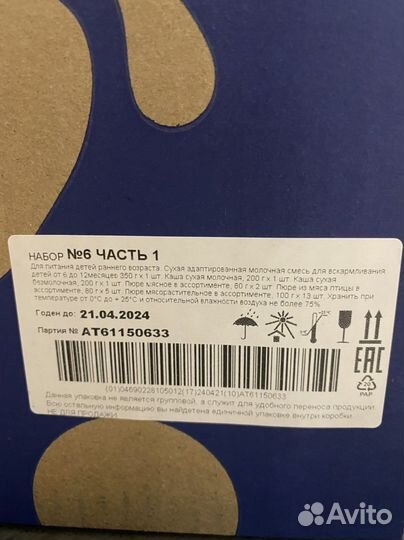 НАБОР №6 ЧАСТЬ 1
Для питания детей раннего возраста: Сухая адаптированная молочная смесь для вскармливания
детей от 6 до 12месяцев 350 г х 1 шт. Каша сухая молочная, 200 г х 1 шт. Каша сухая
безмолочная, 200 г х 1 шт. Пюре мясное в ассортименте, 80 г х 2 шт. Пюре из мяса птицы в
ассортименте, 80 г х 5 шт. Пюре мясорастительное в ассортименте, 100 г х 13 шт. Хранить при
температуре от 0°С до + 25°С и относительной влажности воздуха не более 75%
Годен до: 21.04.2024
Партия № АТ61150633
EAC
20
PAP
(01)04690228105012(17)240421(10)AT61150633
Данная упаковка не является групповой, а служит для удобного переноса продукции.
Всю остальную информацию вы найдете на единичной упаковке внутри коробки.
НЕ ДЛЯ ПРОДАЖИ
Avito